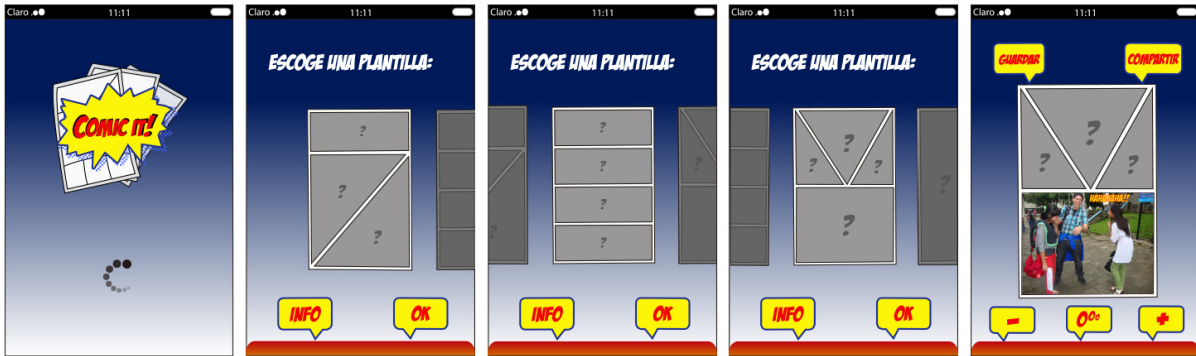 Claro 11:11
COMIC IT!
Claro 11:11
ESCOGE UNA PLANTILLA:
?
?
?
INFO OK
Claro 11:11
ESCOGE UNA PLANTILLA:
?
?
?
?
INFO OK
Claro 11:11
ESCOGE UNA PLANTILLA:
?
? ?
?
?
INFO OK
Claro 11:11
GUARDAR COMPARTIR
?
? ?
HAHAHAHA!!
- +